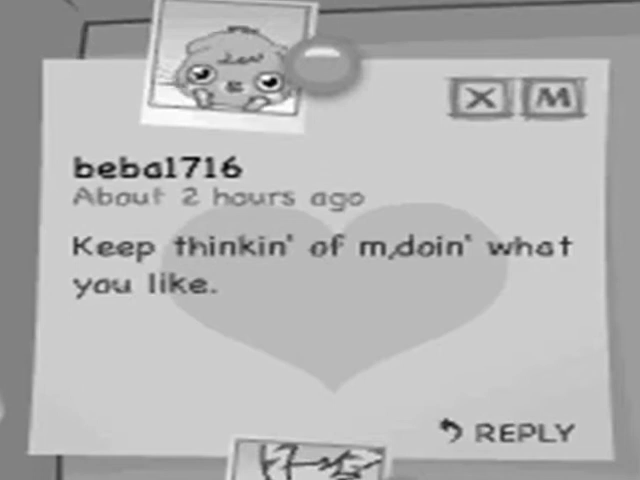 X M
beba1716
About 2 hours ago
Keep thinkin' of m,doin' what
you like.
REPLY